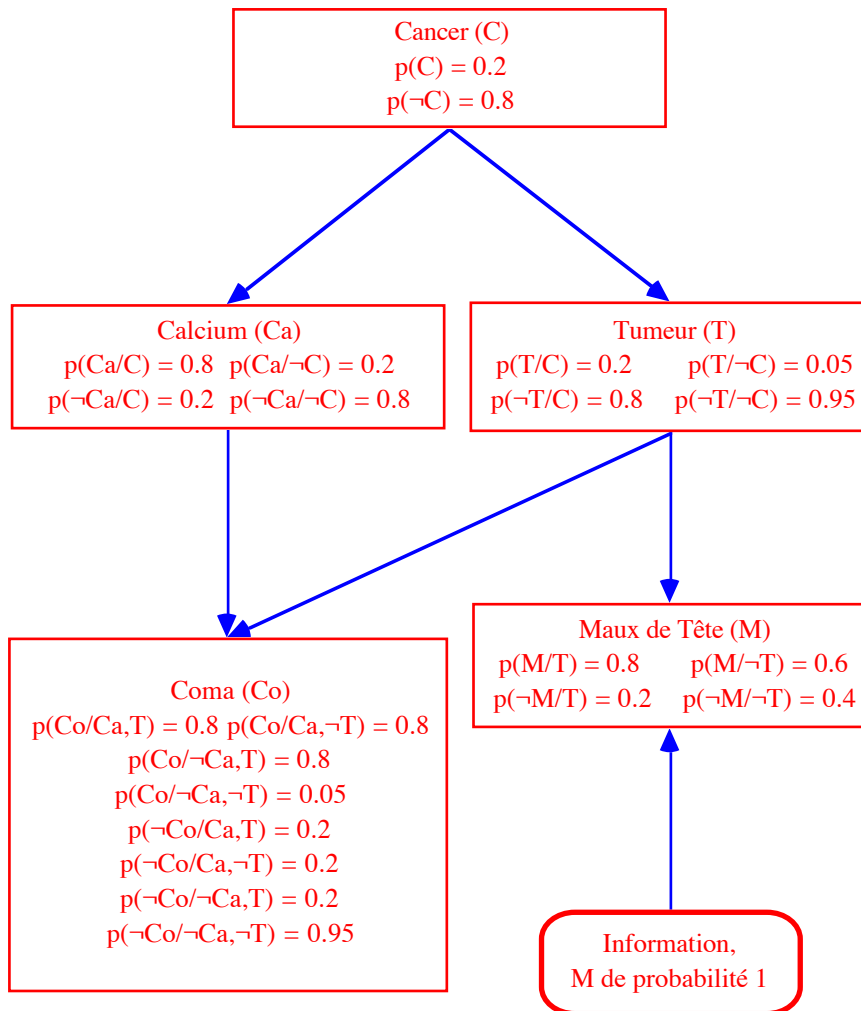 Cancer (C)
p(C) = 0.2
p(¬C) = 0.8
Calcium (Ca)
p(Ca/C) = 0.8 p(Ca/¬C) = 0.2
p(¬Ca/C) = 0.2 p(¬Ca/¬C) = 0.8
Tumeur (T)
p(T/C) = 0.2 p(T/¬C) = 0.05
p(¬T/C) = 0.8 p(¬T/¬C) = 0.95
Coma (Co)
p(Co/Ca,T) = 0.8 p(Co/Ca,¬T) = 0.8
p(Co/¬Ca,T) = 0.8
p(Co/¬Ca,¬T) = 0.05
p(¬Co/Ca,T) = 0.2
p(¬Co/Ca,¬T) = 0.2
p(¬Co/¬Ca,T) = 0.2
p(¬Co/¬Ca,¬T) = 0.95
Maux de Tête (M)
p(M/T) = 0.8 p(M/¬T) = 0.6
p(¬M/T) = 0.2 p(¬M/¬T) = 0.4
Information,
M de probabilité 1